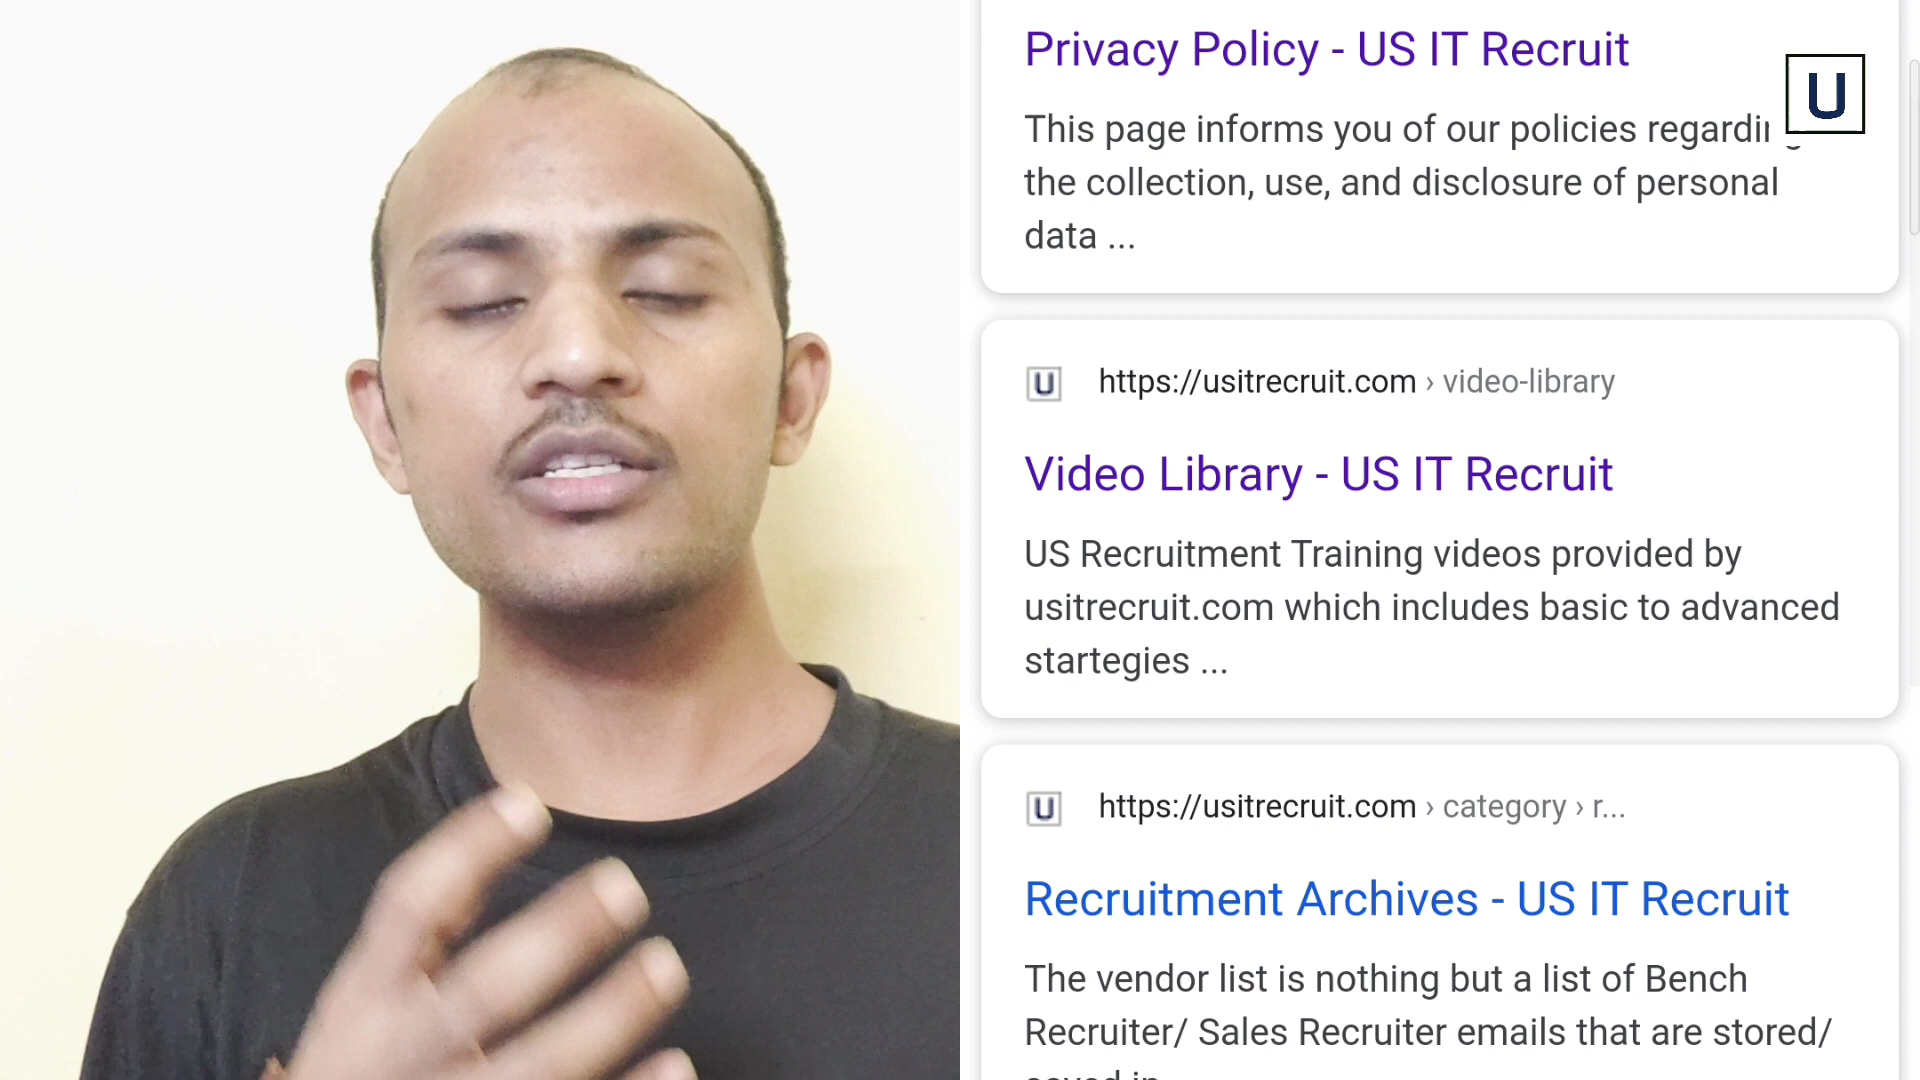 Privacy Policy - US IT Recruit
U
This page informs you of our policies
the collection, use, and disclosure of personal
data ...
U https://usitrecruit.com › video-library
Video Library - US IT Recruit
US Recruitment Training videos provided by
usitrecruit.com which includes basic to advanced
startegies ...
U https://usitrecruit.com › category › r...
Recruitment Archives - US IT Recruit
The vendor list is nothing but a list of Bench
Recruiter/ Sales Recruiter emails that are stored/